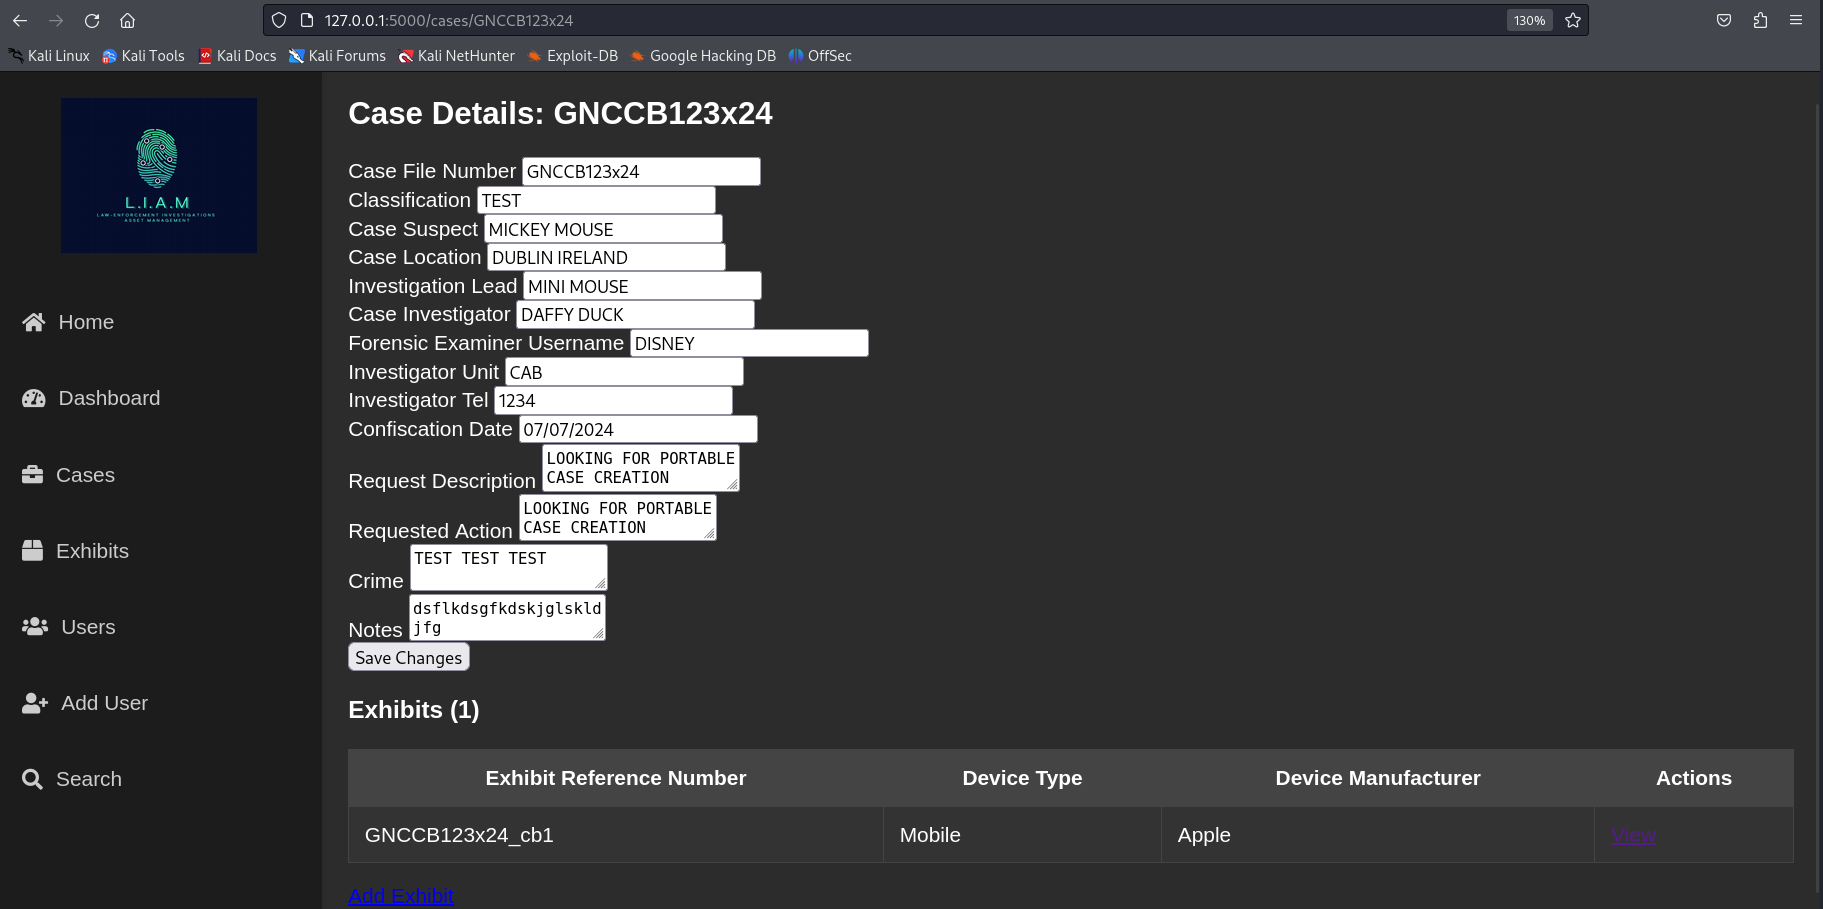 127.0.0.1:5000/cases/GNCCB123x24
130%
Kali Linux Kali Tools Kali Docs Kali Forums Kali NetHunter Exploit-DB Google Hacking DB OffSec
L.I.A.M
LAW-ENFORCEMENT INVESTIGATIONS
ASSET MANAGEMENT
Home
Dashboard
Cases
Exhibits
Users
Add User
Search
Case Details: GNCCB123x24
Case File Number GNCCB123x24
Classification TEST
Case Suspect MICKEY MOUSE
Case Location DUBLIN IRELAND
Investigation Lead MINI MOUSE
Case Investigator DAFFY DUCK
Forensic Examiner Username DISNEY
Investigator Unit CAB
Investigator Tel 1234
Confiscation Date 07/07/2024
Request Description LOOKING FOR PORTABLE
CASE CREATION
Requested Action LOOKING FOR PORTABLE
CASE CREATION
Crime TEST TEST TEST
Notes dsflkdsgfkdskjglskld
jfg
Save Changes
Exhibits (1)
Exhibit Reference Number Device Type Device Manufacturer Actions
GNCCB123x24_cb1 Mobile Apple View
Add Exhibit